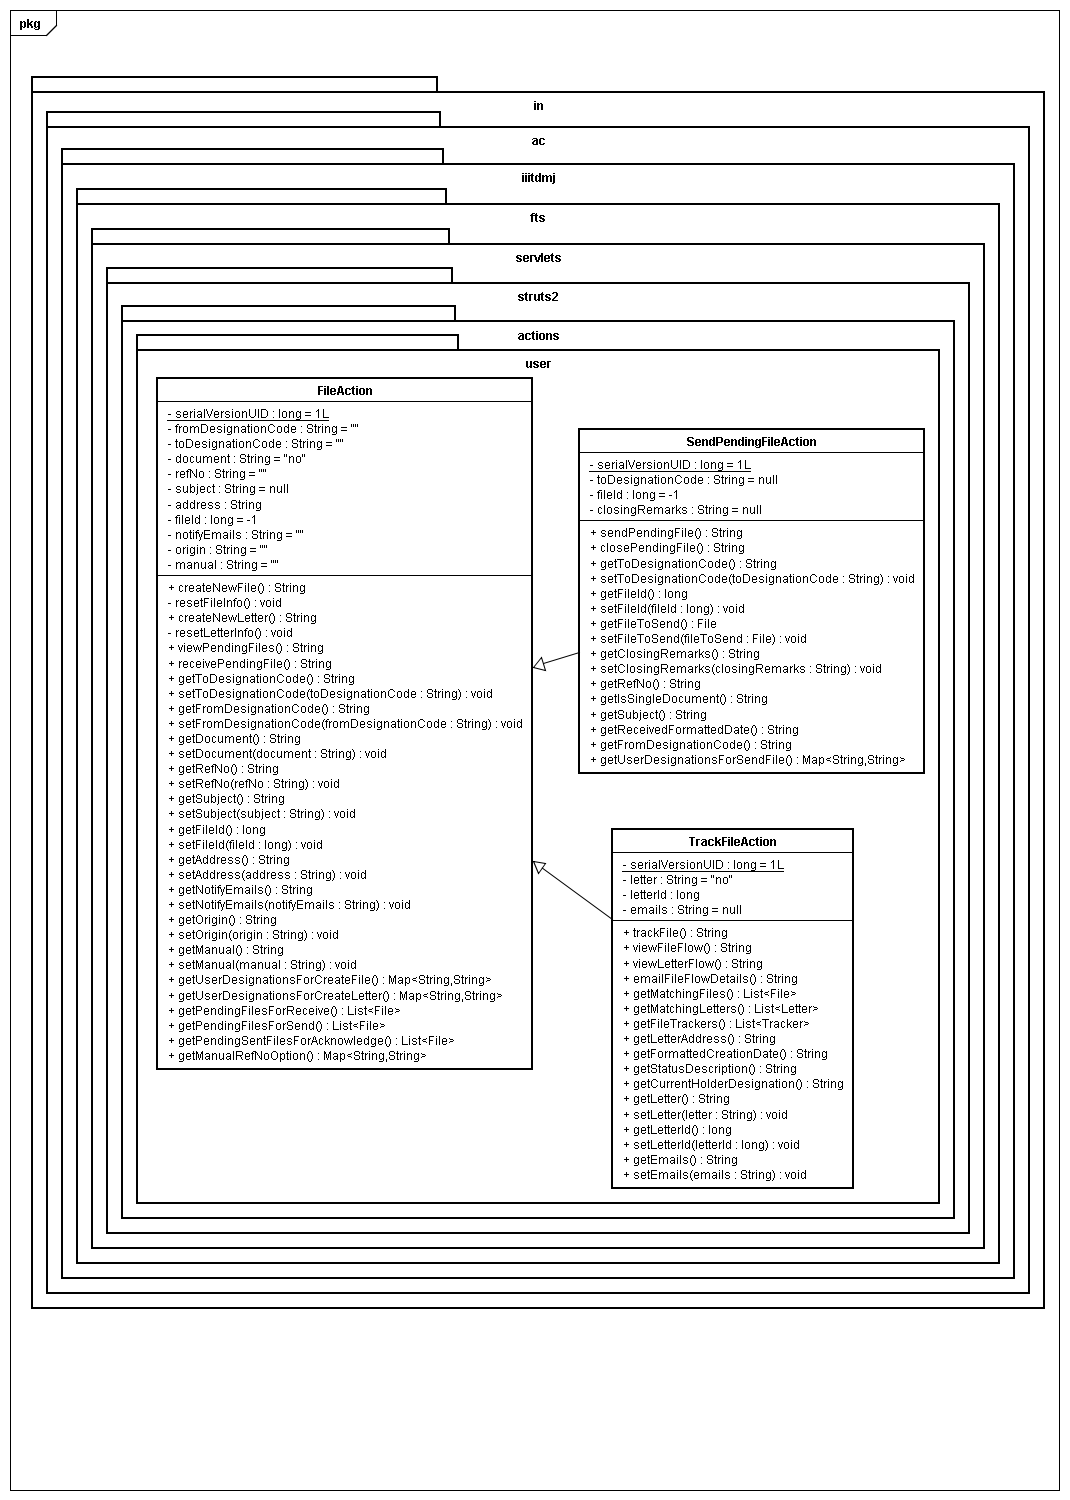 pkg
in
ac
iiitdmj
fts
servlets
struts2
actions
user
FileAction
- serialVersionUID : long = 1L
- fromDesignationCode : String = ""
- toDesignationCode : String = ""
- document : String = "no"
- refNo : String = ""
- subject : String = null
- address : String
- fileId : long = -1
- notifyEmails : String = ""
- origin : String = ""
- manual : String = ""
+ createNewFile() : String
- resetFileInfo() : void
+ createNewLetter() : String
- resetLetterInfo() : void
+ viewPendingFiles() : String
+ receivePendingFile() : String
+ getToDesignationCode() : String
+ setToDesignationCode(toDesignationCode : String) : void
+ getFromDesignationCode() : String
+ setFromDesignationCode(fromDesignationCode : String) : void
+ getDocument() : String
+ setDocument(document : String) : void
+ getRefNo() : String
+ setRefNo(refNo : String) : void
+ getSubject() : String
+ setSubject(subject : String) : void
+ getFileId() : long
+ setFileId(fileId : long) : void
+ getAddress() : String
+ setAddress(address : String) : void
+ getNotifyEmails() : String
+ setNotifyEmails(notifyEmails : String) : void
+ getOrigin() : String
+ setOrigin(origin : String) : void
+ getManual() : String
+ setManual(manual : String) : void
+ getUserDesignationsForCreateFile() : Map<String,String>
+ getUserDesignationsForCreateLetter() : Map<String,String>
+ getPendingFilesForReceive() : List<File>
+ getPendingFilesForSend() : List<File>
+ getPendingSentFilesForAcknowledge() : List<File>
+ getManualRefNoOption() : Map<String,String>
SendPendingFileAction
- serialVersionUID : long = 1L
- toDesignationCode : String = null
- fileId : long = -1
- closingRemarks : String = null
+ sendPendingFile() : String
+ closePendingFile() : String
+ getToDesignationCode() : String
+ setToDesignationCode(toDesignationCode : String) : void
+ getFileId() : long
+ setFileId(fileId : long) : void
+ getFileToSend() : File
+ setFileToSend(fileToSend : File) : void
+ getClosingRemarks() : String
+ setClosingRemarks(closingRemarks : String) : void
+ getRefNo() : String
+ getIsSingleDocument() : String
+ getSubject() : String
+ getReceivedFormattedDate() : String
+ getFromDesignationCode() : String
+ getUserDesignationsForSendFile() : Map<String,String>
TrackFileAction
- serialVersionUID : long = 1L
- letter : String = "no"
- letterId : long
- emails : String = null
+ trackFile() : String
+ viewFileFlow() : String
+ viewLetterFlow() : String
+ emailFileFlowDetails() : String
+ getMatchingFiles() : List<File>
+ getMatchingLetters() : List<Letter>
+ getFileTrackers() : List<Tracker>
+ getLetterAddress() : String
+ getFormattedCreationDate() : String
+ getStatusDescription() : String
+ getCurrentHolderDesignation() : String
+ getLetter() : String
+ setLetter(letter : String) : void
+ getLetterId() : long
+ setLetterId(letterId : long) : void
+ getEmails() : String
+ setEmails(emails : String) : void